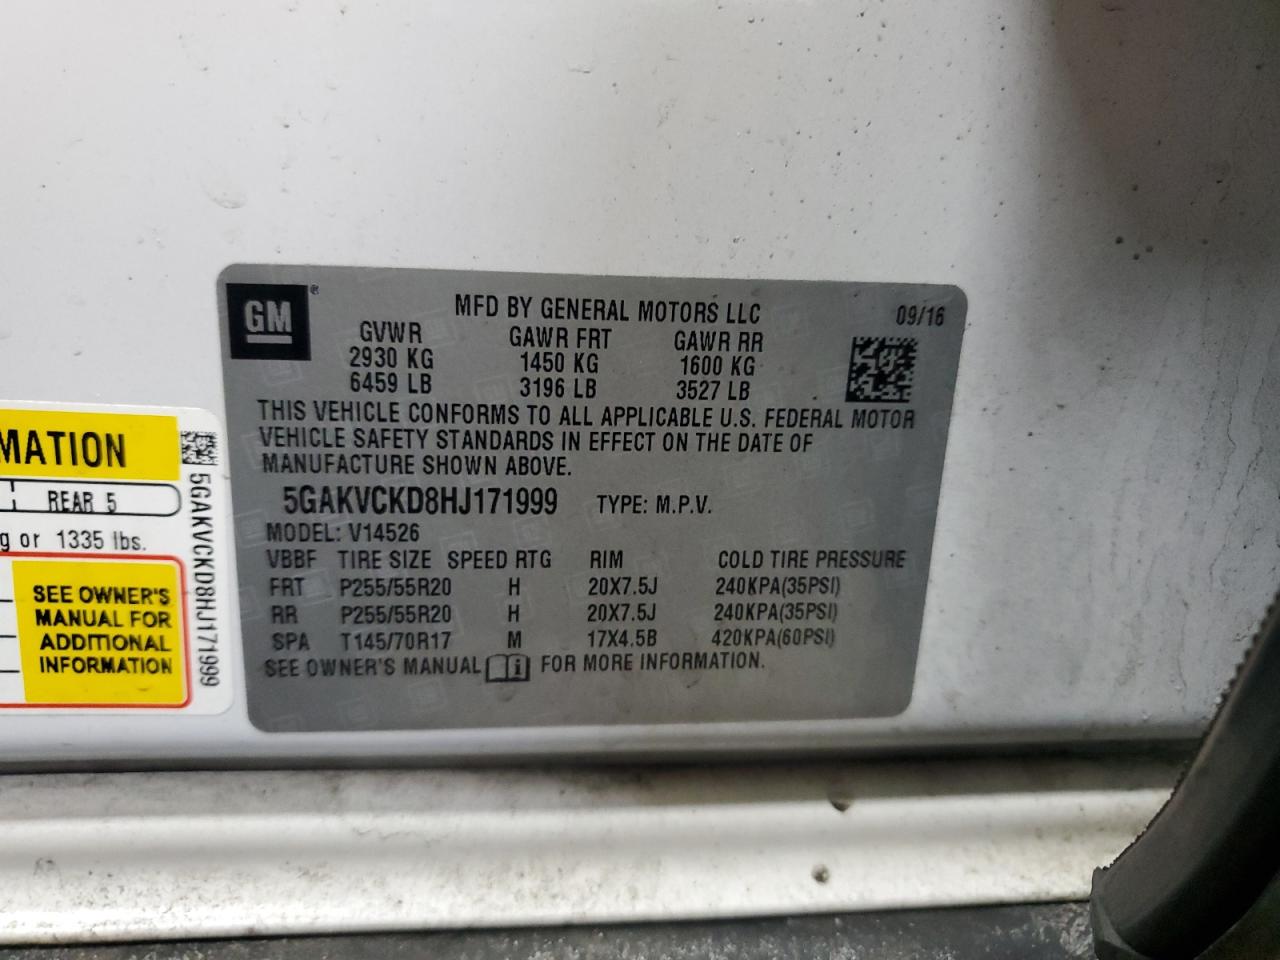 GM®
MFD BY GENERAL MOTORS LLC 09/16
GVWR GAWR FRT GAWR RR
2930 KG 1450 KG 1600 KG
6459 LB 3196 LB 3527 LB
THIS VEHICLE CONFORMS TO ALL APPLICABLE U.S. FEDERAL MOTOR
VEHICLE SAFETY STANDARDS IN EFFECT ON THE DATE OF
MANUFACTURE SHOWN ABOVE.
5GAKVCKD8HJ171999 TYPE: M.P.V.
MODEL: V14526
VBBF TIRE SIZE SPEED RTG RIM COLD TIRE PRESSURE
FRT P255/55R20 H 20X7.5J 240KPA(35PSI)
RR P255/55R20 H 20X7.5J 240KPA(35PSI)
SPA T145/70R17 M 17X4.5B 420KPA(60PSI)
SEE OWNER'S MANUAL FOR MORE INFORMATION.
MATION
REAR 5
g or 1335 lbs.
SEE OWNER'S
MANUAL FOR
ADDITIONAL
INFORMATION
5GAKVCKD8HJ171999